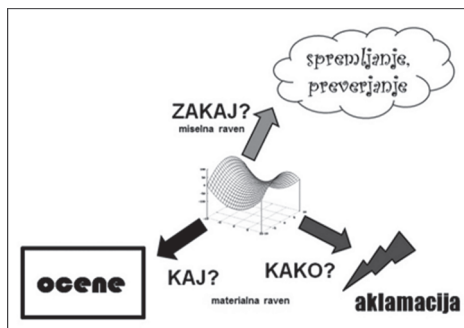 spremljanje,
preverjanje
ZAKAJ?
miselna raven
KAJ?
KAKO?
ocene
materialna raven
aklamacija